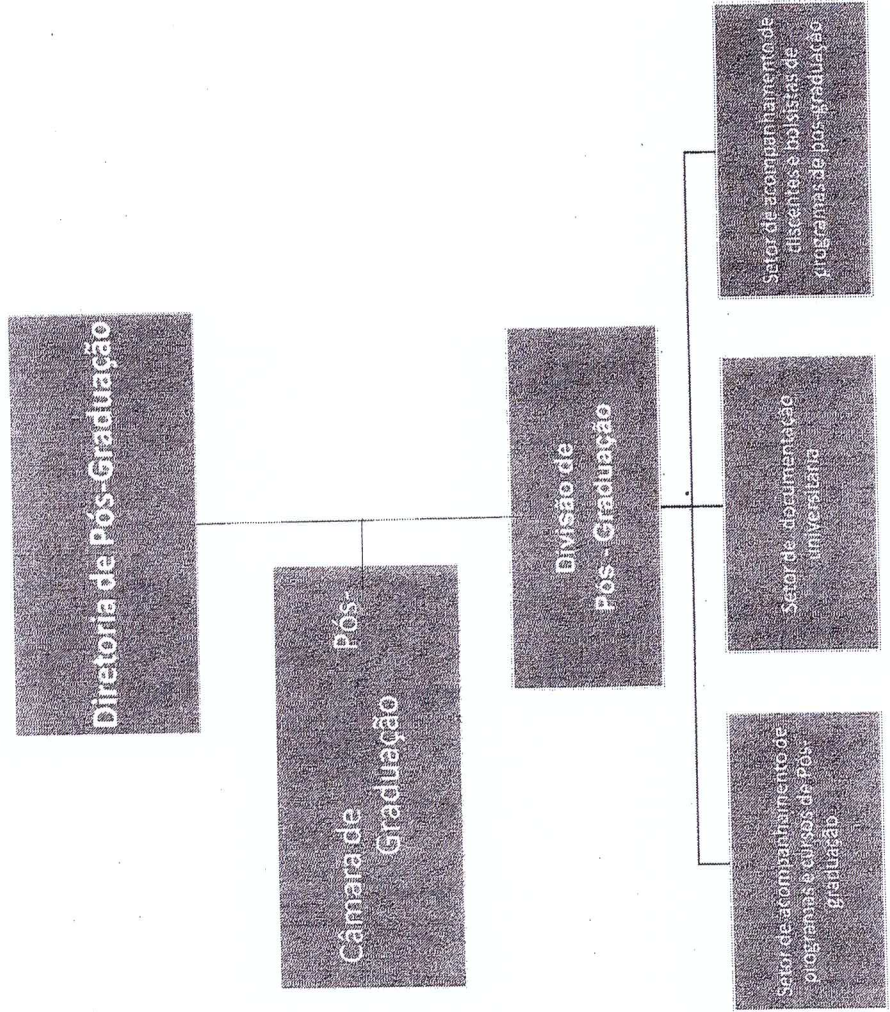 Diretoria de Pós-Graduação
Câmara de Pós-
Graduação
Divisão de
Pós - Graduação
Setor de acompanhamento de
programas e cursos de Pós-
graduação
Setor de documentação
universitaria
Setor de acompanhamento de
discentes e bolsistas de
programas de pós-graduação